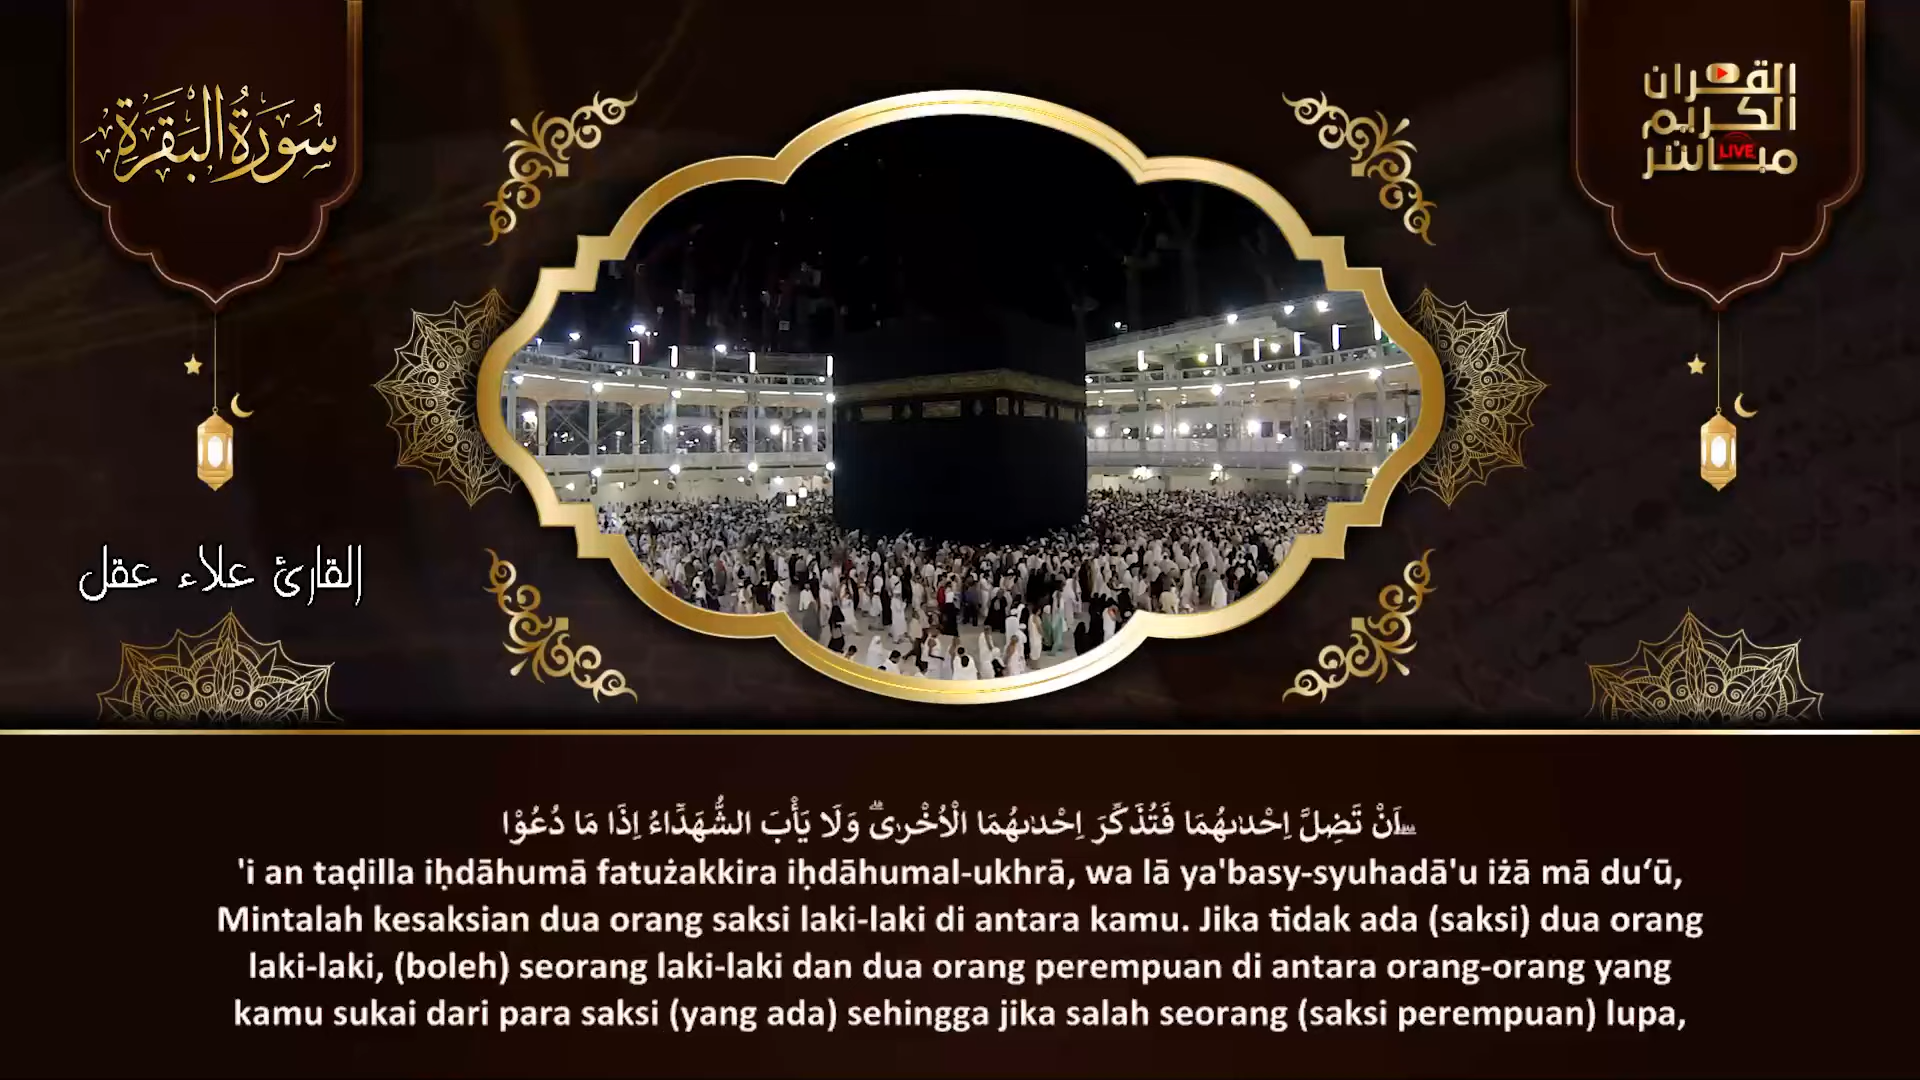 سُورَةُ البَقَرَةِ
القرآن
الكريم
مباشر
LIVE
القارئ علاء عقل
اَنْ تَضِلَّ اِحْدٰىهُمَا فَتُذَكِّرَ اِحْدٰىهُمَا الْاُخْرٰىۗ وَلَا يَأْبَ الشُّهَدَاۤءُ اِذَا مَا دُعُوْا
'i an taḍilla iḥdāhumā fatużakkira iḥdāhumal-ukhrā, wa lā ya'basy-syuhadā'u iżā mā du‘ū,
Mintalah kesaksian dua orang saksi laki-laki di antara kamu. Jika tidak ada (saksi) dua orang
laki-laki, (boleh) seorang laki-laki dan dua orang perempuan di antara orang-orang yang
kamu sukai dari para saksi (yang ada) sehingga jika salah seorang (saksi perempuan) lupa,